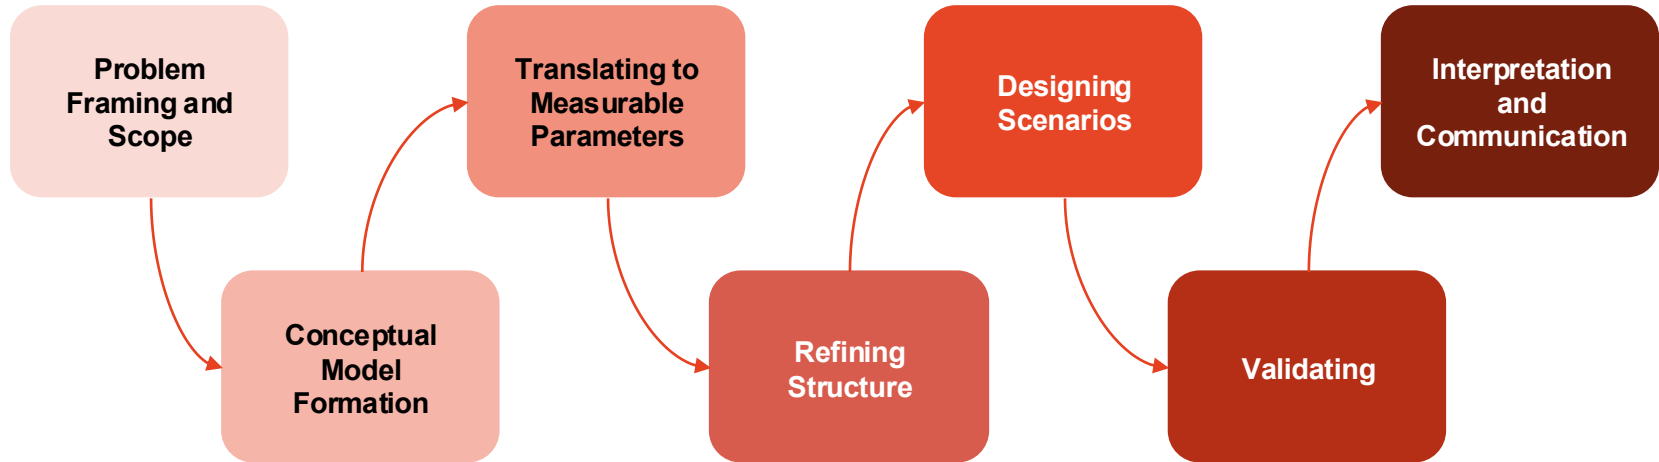 Problem
Framing and
Scope
Conceptual
Model
Formation
Translating to
Measurable
Parameters
Refining
Structure
Designing
Scenarios
Validating
Interpretation
and
Communication